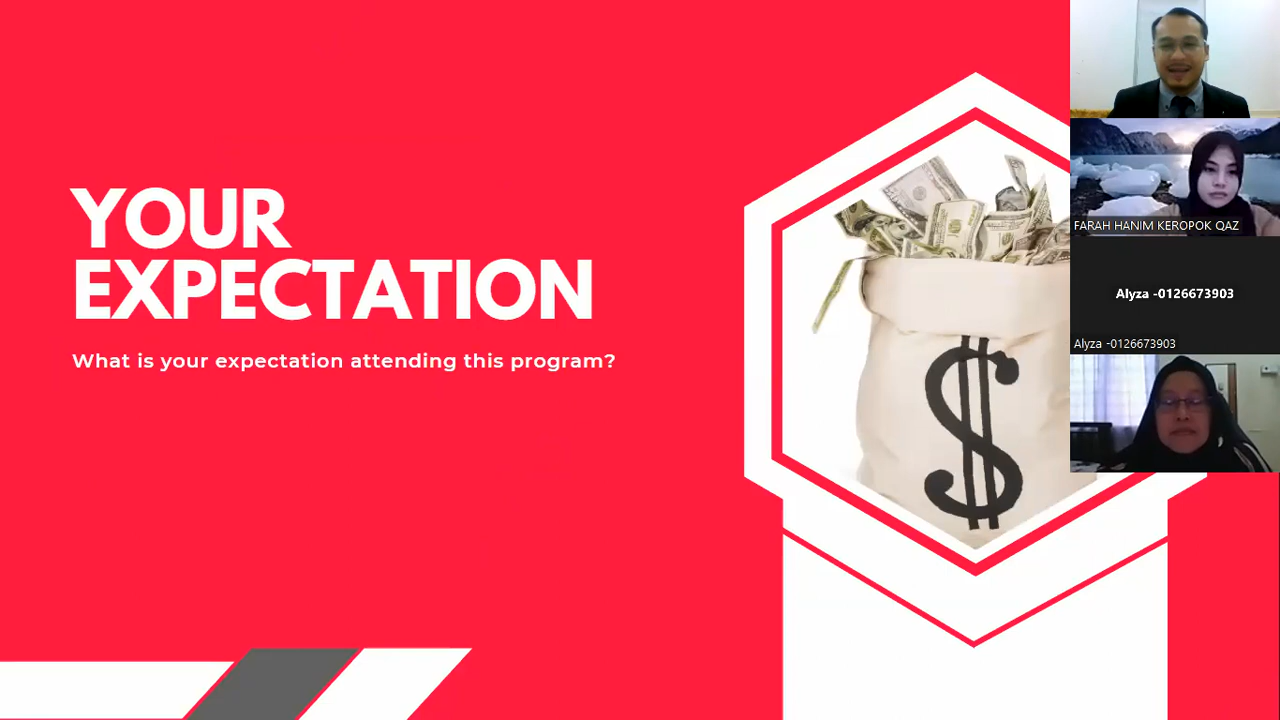 YOUR
EXPECTATION
What is your expectation attending this program?
FARAH HANIM KEROPOK QAZ
Alyza -0126673903
Alyza -0126673903
$